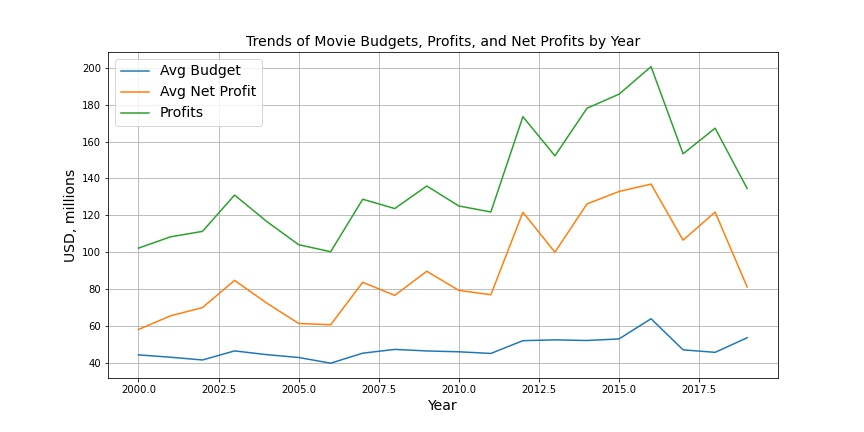 Trends of Movie Budgets, Profits, and Net Profits by Year
Avg Budget
Avg Net Profit
Profits
USD, millions
200
180
160
140
120
100
80
60
40
2000.0 2002.5 2005.0 2007.5 2010.0 2012.5 2015.0 2017.5
Year